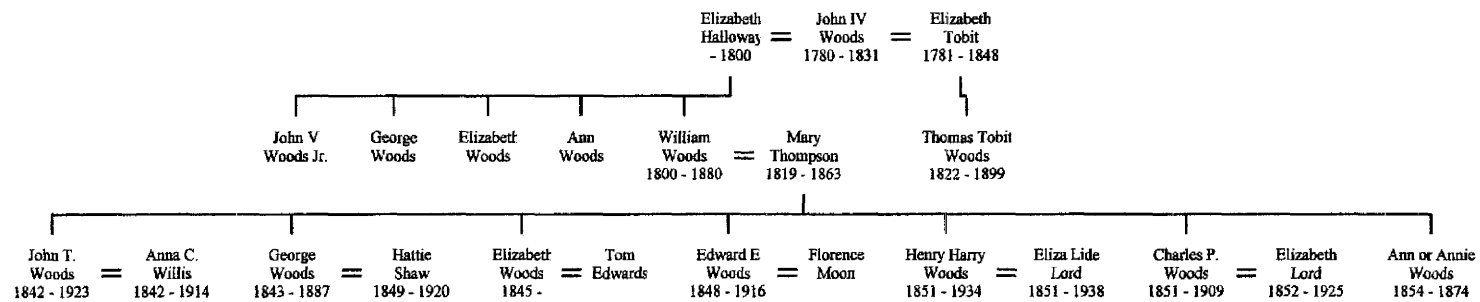 Elizabeth
Halloway
- 1800
=
John IV
Woods
1780 - 1831
=
Elizabeth
Tobit
1781 - 1848
John V
Woods Jr.
George
Woods
Elizabeth
Woods
Ann
Woods
William
Woods
1800 - 1880
=
Mary
Thompson
1819 - 1863
Thomas Tobit
Woods
1822 - 1899
John T.
Woods
1842 - 1923
=
Anna C.
Willis
1842 - 1914
George
Woods
1843 - 1887
=
Hattie
Shaw
1849 - 1920
Elizabeth
Woods
1845 -
=
Tom
Edwards
Edward E
Woods
1848 - 1916
=
Florence
Moon
Henry Harry
Woods
1851 - 1934
=
Eliza Lide
Lord
1851 - 1938
Charles P.
Woods
1851 - 1909
=
Elizabeth
Lord
1852 - 1925
Ann or Annie
Woods
1854 - 1874